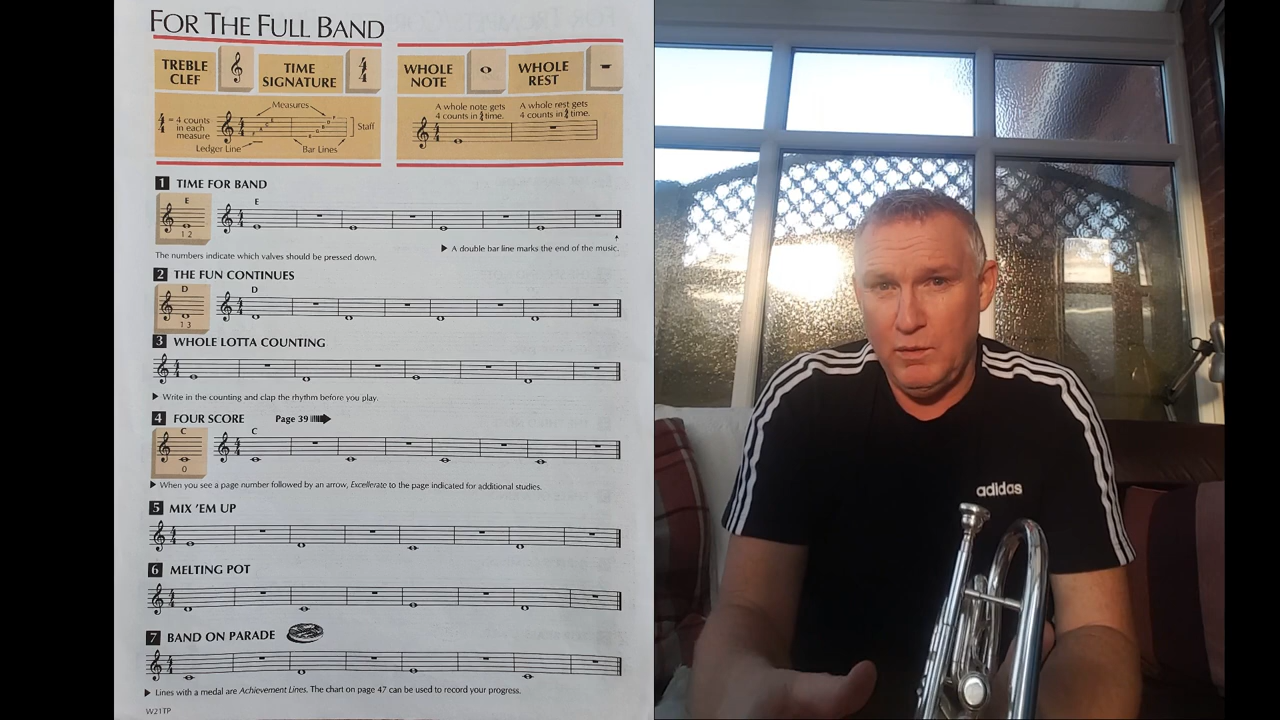 FOR THE FULL BAND
TREBLE CLEF
TIME SIGNATURE
4/4
WHOLE NOTE
WHOLE REST
4/4 = 4 counts in each measure
Measures
Staff
Ledger Line
Bar Lines
A whole note gets 4 counts in 4/4 time.
A whole rest gets 4 counts in 4/4 time.
1 TIME FOR BAND
E
1 2
E
A double bar line marks the end of the music.
The numbers indicate which valves should be pressed down.
2 THE FUN CONTINUES
D
1 3
D
3 WHOLE LOTTA COUNTING
Write in the counting and clap the rhythm before you play.
4 FOUR SCORE Page 39
C
0
C
When you see a page number followed by an arrow, Excellerate to the page indicated for additional studies.
5 MIX 'EM UP
6 MELTING POT
7 BAND ON PARADE
Lines with a medal are Achievement Lines. The chart on page 47 can be used to record your progress.
W21TP
adidas